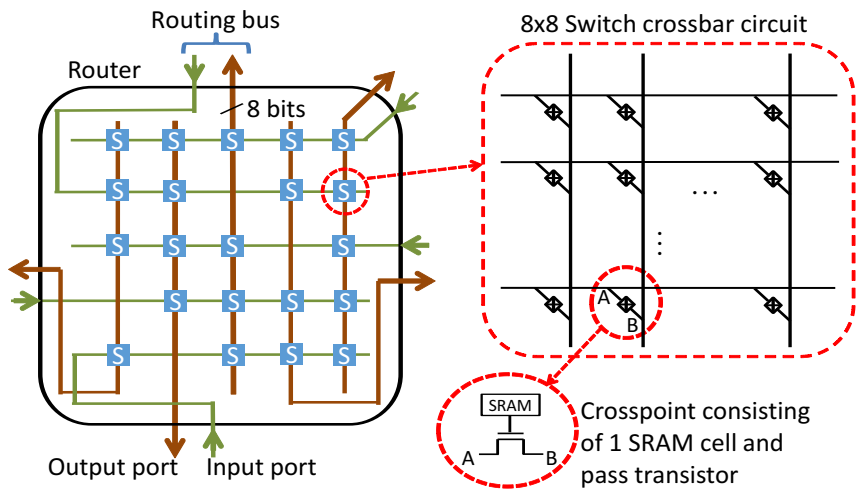 Routing bus
Router
8 bits
S S S S S
S S S S
S S S S
S S S S
S S S S
Output port
Input port
8x8 Switch crossbar circuit
...
...
A
B
SRAM
A
B
Crosspoint consisting
of 1 SRAM cell and
pass transistor